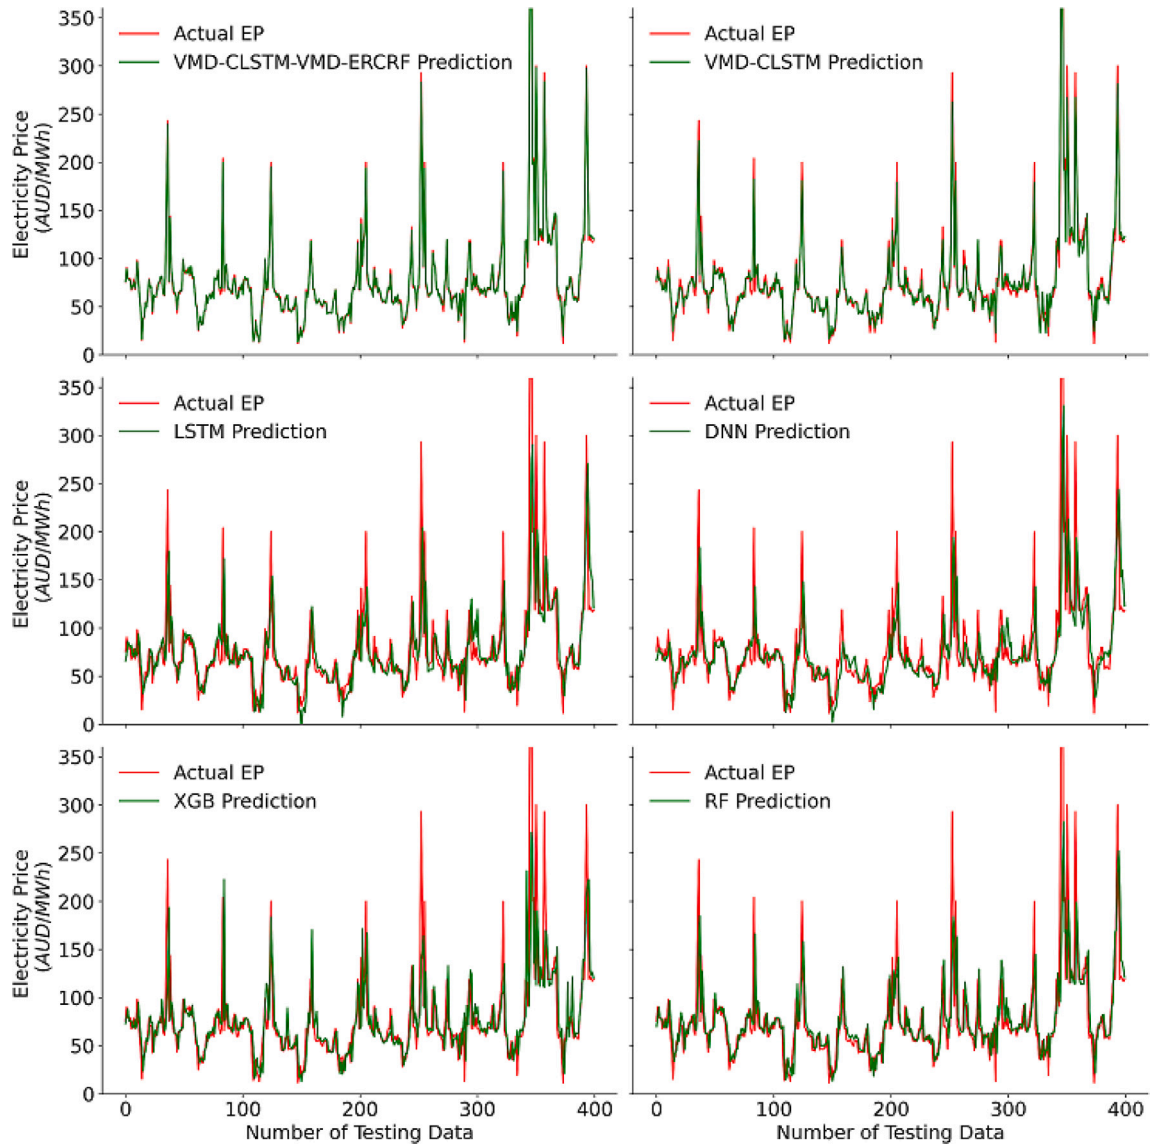 350
300
250
200
150
100
50
0
Electricity Price
(AUD/MWh)
Actual EP
VMD-CLSTM-VMD-ERCRF Prediction
Actual EP
VMD-CLSTM Prediction
350
300
250
200
150
100
50
0
Electricity Price
(AUD/MWh)
Actual EP
LSTM Prediction
Actual EP
DNN Prediction
350
300
250
200
150
100
50
0
Electricity Price
(AUD/MWh)
Actual EP
XGB Prediction
Actual EP
RF Prediction
0 100 200 300 400
Number of Testing Data
0 100 200 300 400
Number of Testing Data